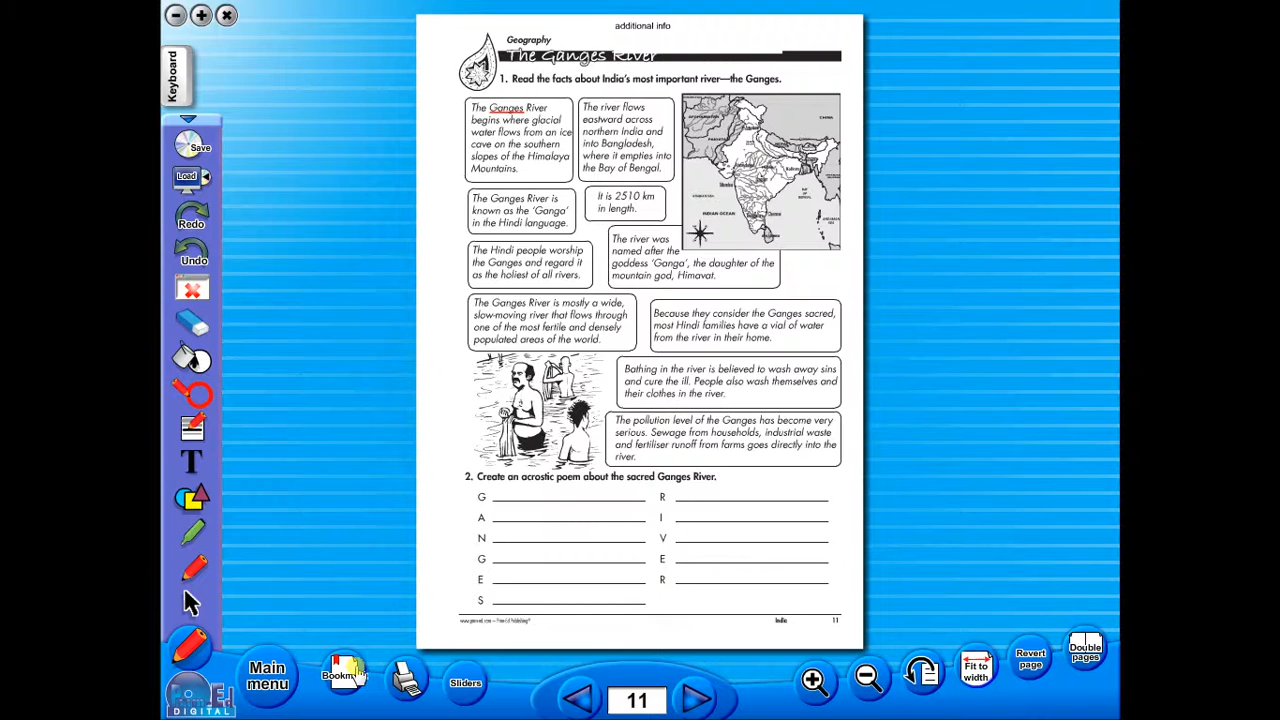 additional info
Geography
The Ganges River
1. Read the facts about India's most important river—the Ganges.
The Ganges River
begins where glacial
water flows from an ice
cave on the southern
slopes of the Himalaya
Mountains.
The river flows
eastward across
northern India and
into Bangladesh,
where it empties into
the Bay of Bengal.
CHINA
INDIAN OCEAN
The Ganges River is
known as the 'Ganga'
in the Hindi language.
It is 2510 km
in length.
The Hindi people worship
the Ganges and regard it
as the holiest of all rivers.
The river was
named after the
goddess 'Ganga', the daughter of the
mountain god, Himavat.
The Ganges River is mostly a wide,
slow-moving river that flows through
one of the most fertile and densely
populated areas of the world.
Because they consider the Ganges sacred,
most Hindi families have a vial of water
from the river in their home.
Bathing in the river is believed to wash away sins
and cure the ill. People also wash themselves and
their clothes in the river.
The pollution level of the Ganges has become very
serious. Sewage from households, industrial waste
and fertiliser runoff from farms goes directly into the
river.
2. Create an acrostic poem about the sacred Ganges River.
G
A
N
G
E
S
R
I
V
E
R
India
11
Keyboard
Save
Load
Redo
Undo
T
Main
menu
Bookm
Sliders
11
Fit to
width
Revert
page
Double
pages
DIGITAL